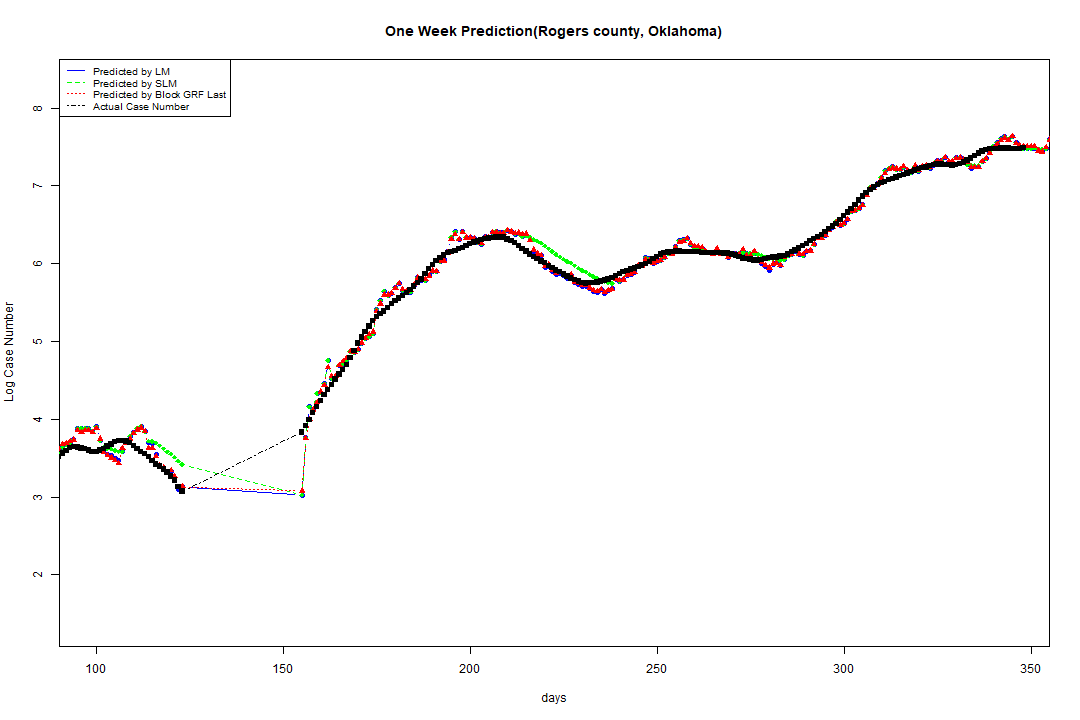 One Week Prediction(Rogers county, Oklahoma)
Predicted by LM
Predicted by SLM
Predicted by Block GRF Last
Actual Case Number
8
7
6
5
4
3
2
Log Case Number
100 150 200 250 300 350
days